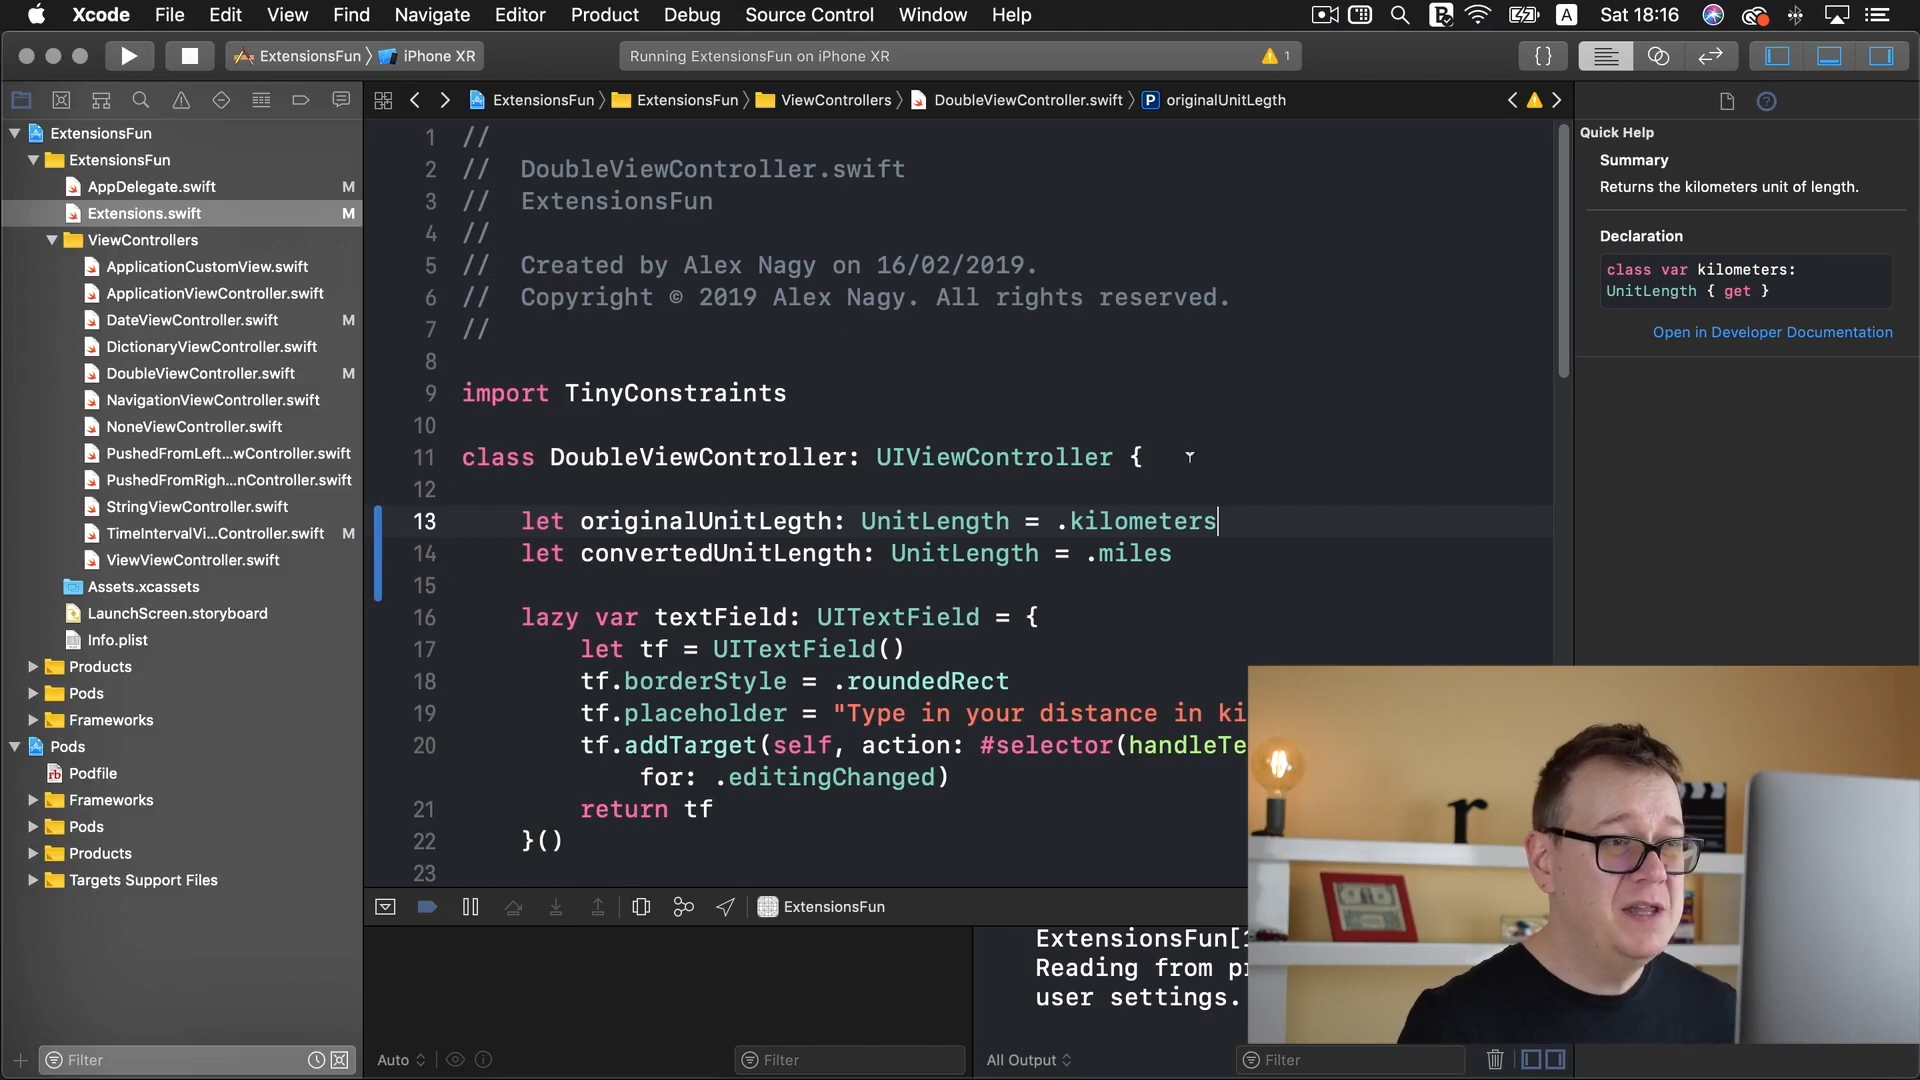 Xcode File Edit View Find Navigate Editor Product Debug Source Control Window Help A Sat 18:16
ExtensionsFun iPhone XR Running ExtensionsFun on iPhone XR 1 {}
ExtensionsFun ExtensionsFun ViewControllers DoubleViewController.swift P originalUnitLegth
ExtensionsFun
ExtensionsFun
AppDelegate.swift M
Extensions.swift M
ViewControllers
ApplicationCustomView.swift
ApplicationViewController.swift
DateViewController.swift M
DictionaryViewController.swift
DoubleViewController.swift M
NavigationViewController.swift
NoneViewController.swift
PushedFromLeft...wController.swift
PushedFromRigh...nController.swift
StringViewController.swift
TimeIntervalVi...Controller.swift M
ViewViewController.swift
Assets.xcassets
LaunchScreen.storyboard
Info.plist
Products
Pods
Frameworks
Pods
rb Podfile
Frameworks
Pods
Products
Targets Support Files
Filter
1 //
2 // DoubleViewController.swift
3 // ExtensionsFun
4 //
5 // Created by Alex Nagy on 16/02/2019.
6 // Copyright © 2019 Alex Nagy. All rights reserved.
7 //
8
9 import TinyConstraints
10
11 class DoubleViewController: UIViewController {
12
13 let originalUnitLegth: UnitLength = .kilometers
14 let convertedUnitLength: UnitLength = .miles
15
16 lazy var textField: UITextField = {
17 let tf = UITextField()
18 tf.borderStyle = .roundedRect
19 tf.placeholder = "Type in your distance in ki
20 tf.addTarget(self, action: #selector(handleTe
for: .editingChanged)
21 return tf
22 }()
23
ExtensionsFun
ExtensionsFun[1
Reading from pr
user settings.
Auto Filter All Output Filter
Quick Help
Summary
Returns the kilometers unit of length.
Declaration
class var kilometers:
UnitLength { get }
Open in Developer Documentation
r